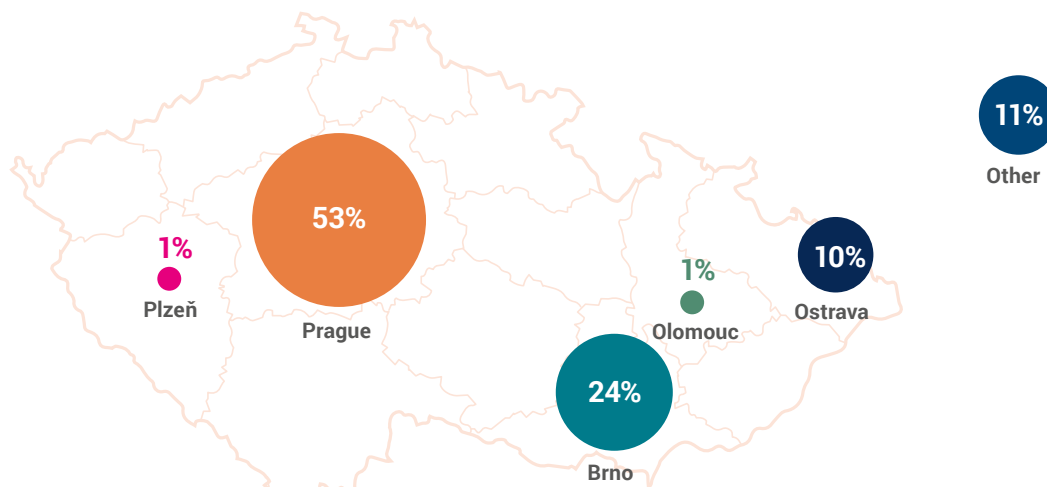 11%
Other
53%
Prague
1%
Plzeň
1%
Olomouc
10%
Ostrava
24%
Brno